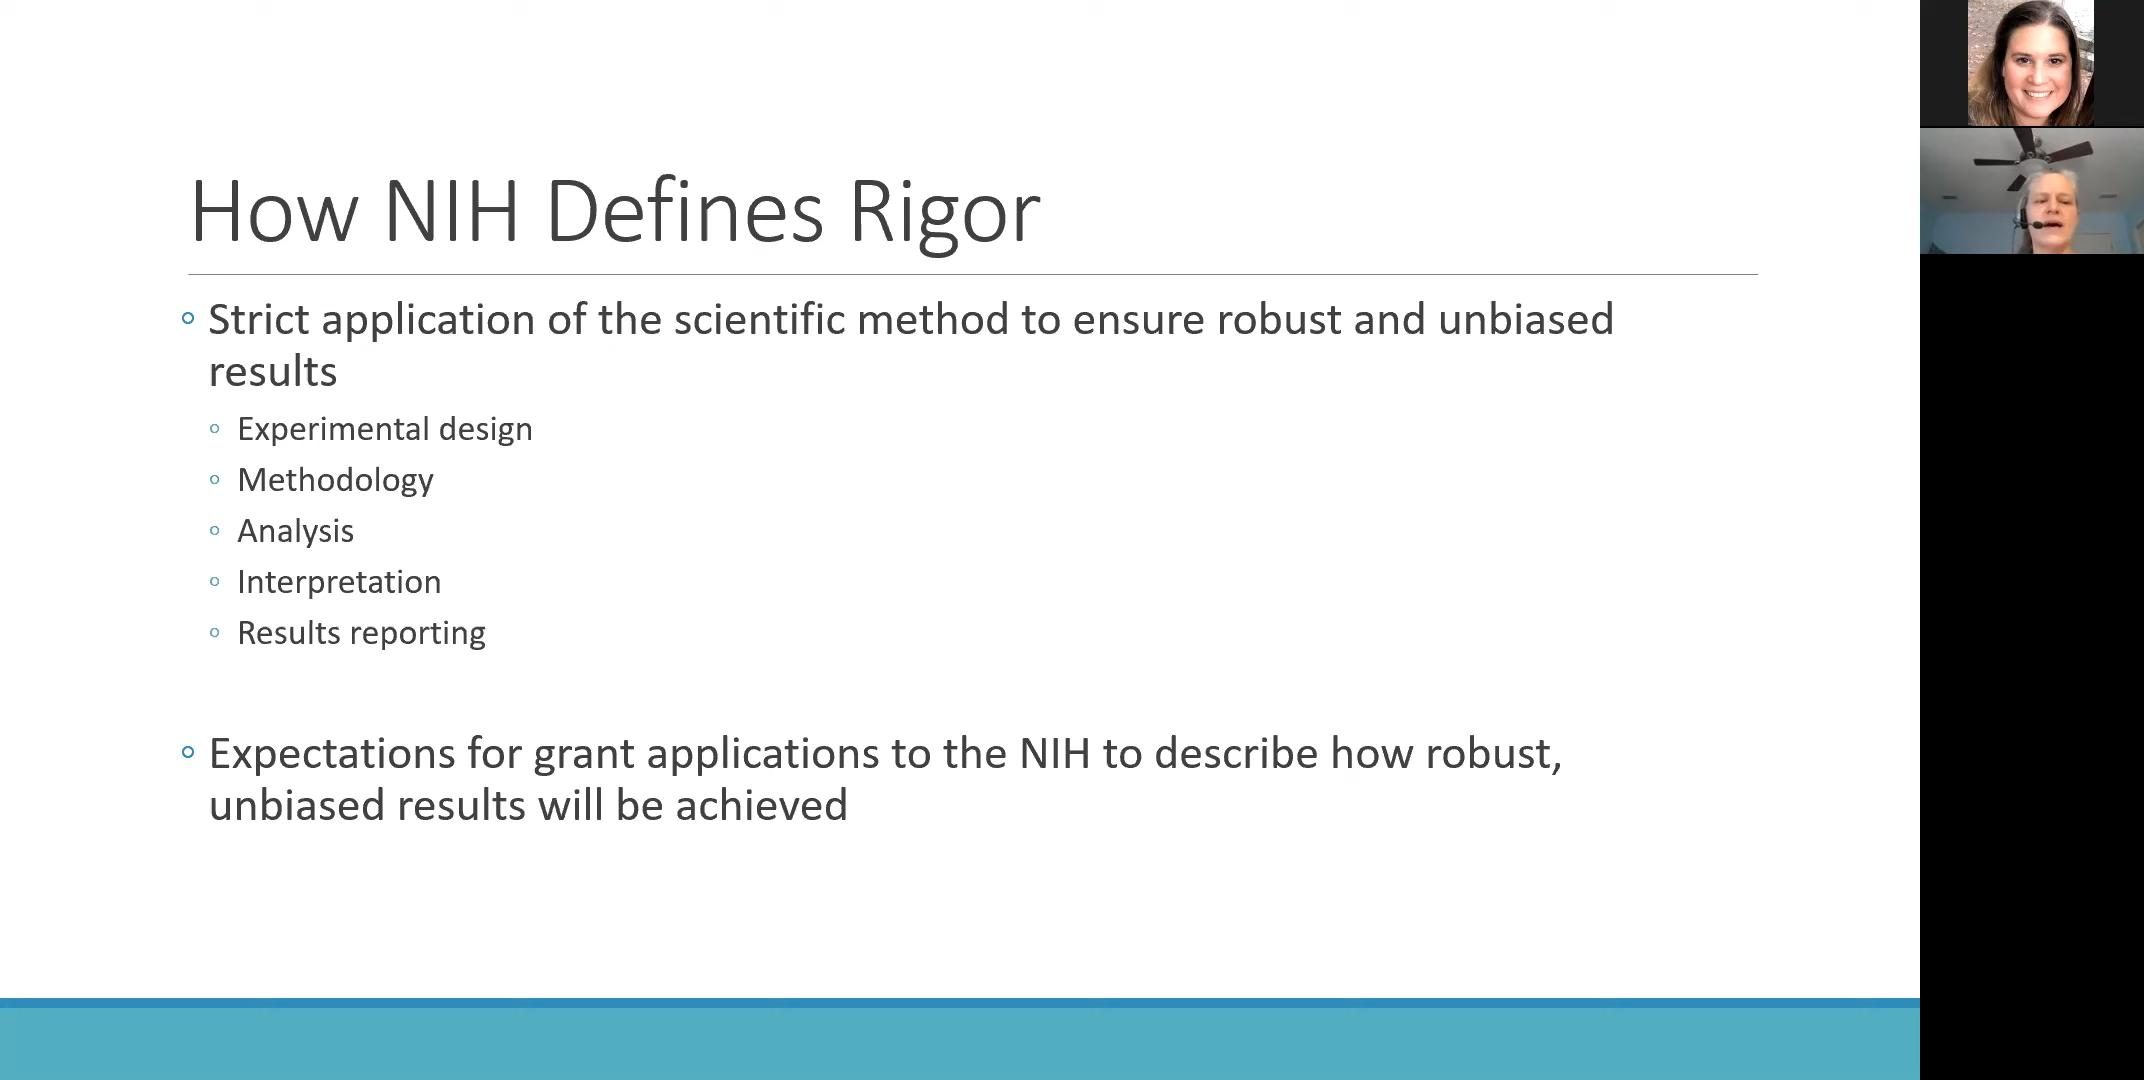 How NIH Defines Rigor
Strict application of the scientific method to ensure robust and unbiased
results
Experimental design
Methodology
Analysis
Interpretation
Results reporting
Expectations for grant applications to the NIH to describe how robust,
unbiased results will be achieved